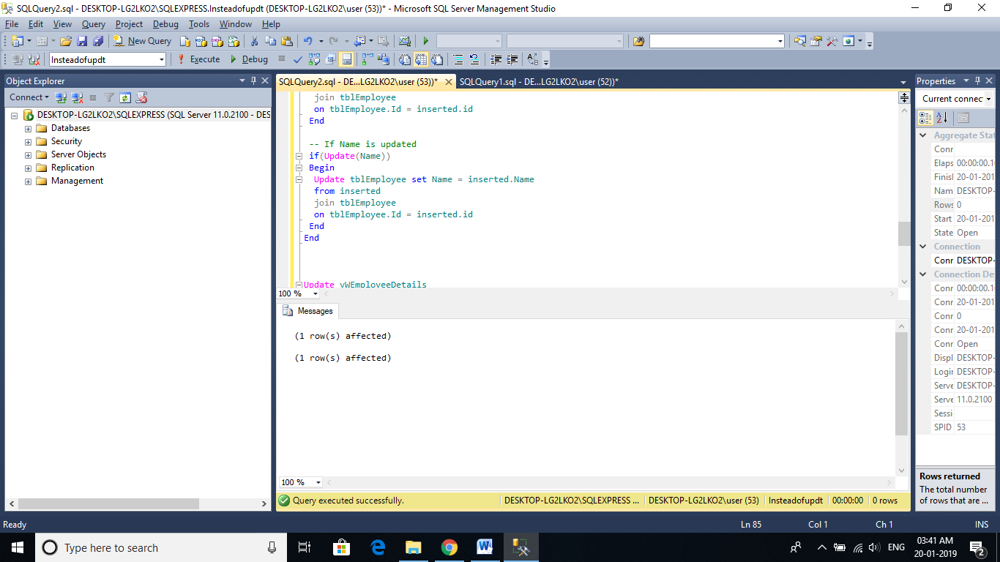 SQLQuery2.sql - DESKTOP-LG2LKO2\SQLEXPRESS.Insteadofupdt (DESKTOP-LG2LKO2\user (53))* - Microsoft SQL Server Management Studio
File Edit View Query Project Debug Tools Window Help
New Query
Insteadofupdt Execute Debug
Object Explorer
Connect
DESKTOP-LG2LKO2\SQLEXPRESS (SQL Server 11.0.2100 - DES
Databases
Security
Server Objects
Replication
Management
SQLQuery2.sql - DE...LG2LKO2\user (53))* SQLQuery1.sql - DE...LG2LKO2\user (52))*
join tblEmployee
on tblEmployee.Id = inserted.id
End
-- If Name is updated
if(Update(Name))
Begin
Update tblEmployee set Name = inserted.Name
from inserted
join tblEmployee
on tblEmployee.Id = inserted.id
End
End
Update vWEmployeeDetails
100 %
Messages
(1 row(s) affected)
(1 row(s) affected)
100 %
Query executed successfully. DESKTOP-LG2LKO2\SQLEXPRESS ... DESKTOP-LG2LKO2\user (53) Insteadofupdt 00:00:00 0 rows
Properties
Current connec
Aggregate Stat
Conr
Elaps 00:00:00.1
Finisl 20-01-201
Nam DESKTOP-
Rows 0
Start 20-01-201
State Open
Connection
Conr DESKTOP-
Connection De
Conr 00:00:00.1
Conr 20-01-201
Conr 0
Conr 20-01-201
Conr Open
Displ DESKTOP-
Logir DESKTOP-
Serve DESKTOP-
Serve 11.0.2100
Sessi
SPID 53
Rows returned
The total number
of rows that are ...
Ready Ln 85 Col 1 Ch 1 INS
Type here to search
ENG
03:41 AM
20-01-2019
2